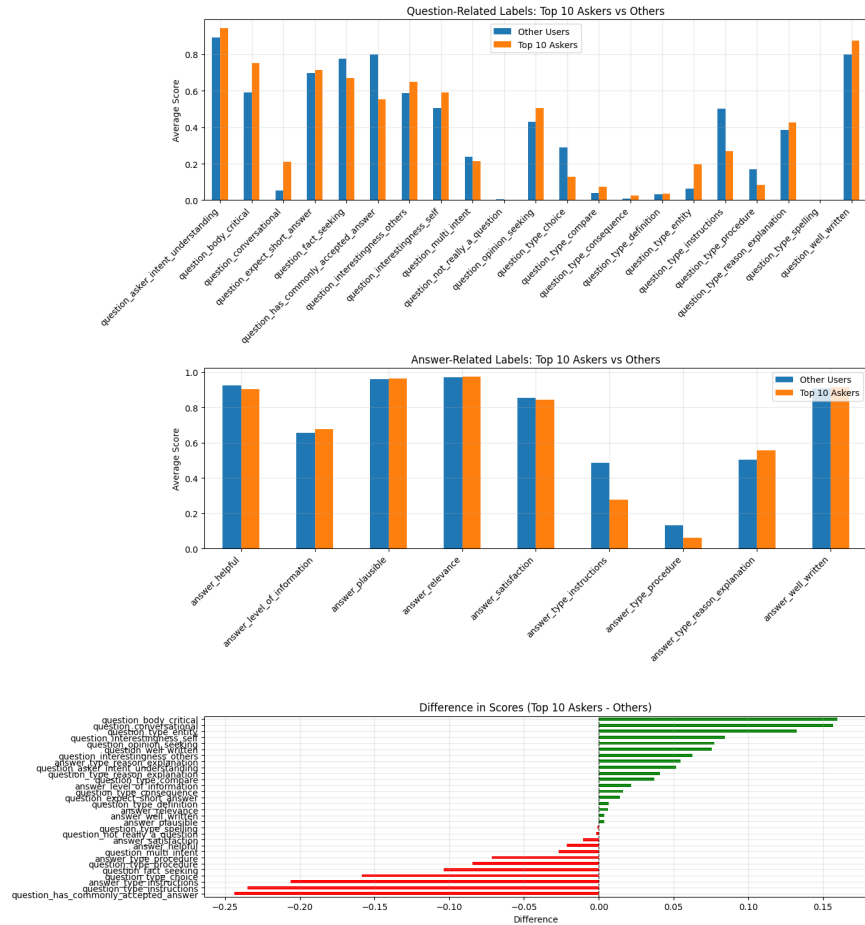 Question-Related Labels: Top 10 Askers vs Others
Other Users
Top 10 Askers
Average Score
0.8
0.6
0.4
0.2
0.0
question_asker_intent_understanding
question_body_critical
question_conversational
question_expect_short_answer
question_fact_seeking
question_has_commonly_accepted_answer
question_interestingness_others
question_interestingness_self
question_multi_intent
question_not_really_a_question
question_opinion_seeking
question_type_choice
question_type_compare
question_type_consequence
question_type_definition
question_type_entity
question_type_instructions
question_type_procedure
question_type_reason_explanation
question_type_spelling
question_well_written
Answer-Related Labels: Top 10 Askers vs Others
Other Users
Top 10 Askers
Average Score
1.0
0.8
0.6
0.4
0.2
0.0
answer_helpful
answer_level_of_information
answer_plausible
answer_relevance
answer_satisfaction
answer_type_instructions
answer_type_procedure
answer_type_reason_explanation
answer_well_written
Difference in Scores (Top 10 Askers - Others)
question_body_critical
question_conversational
question_type_entity
question_interestingness_self
question_opinion_seeking
question_well_written
question_interestingness_others
answer_type_reason_explanation
question_asker_intent_understanding
question_type_reason_explanation
question_type_compare
answer_level_of_information
question_type_consequence
question_expect_short_answer
question_type_definition
answer_relevance
answer_well_written
answer_plausible
question_type_spelling
question_not_really_a_question
answer_satisfaction
answer_helpful
question_multi_intent
answer_type_procedure
question_type_procedure
question_fact_seeking
question_type_choice
answer_type_instructions
question_type_instructions
question_has_commonly_accepted_answer
−0.25 −0.20 −0.15 −0.10 −0.05 0.00 0.05 0.10 0.15
Difference